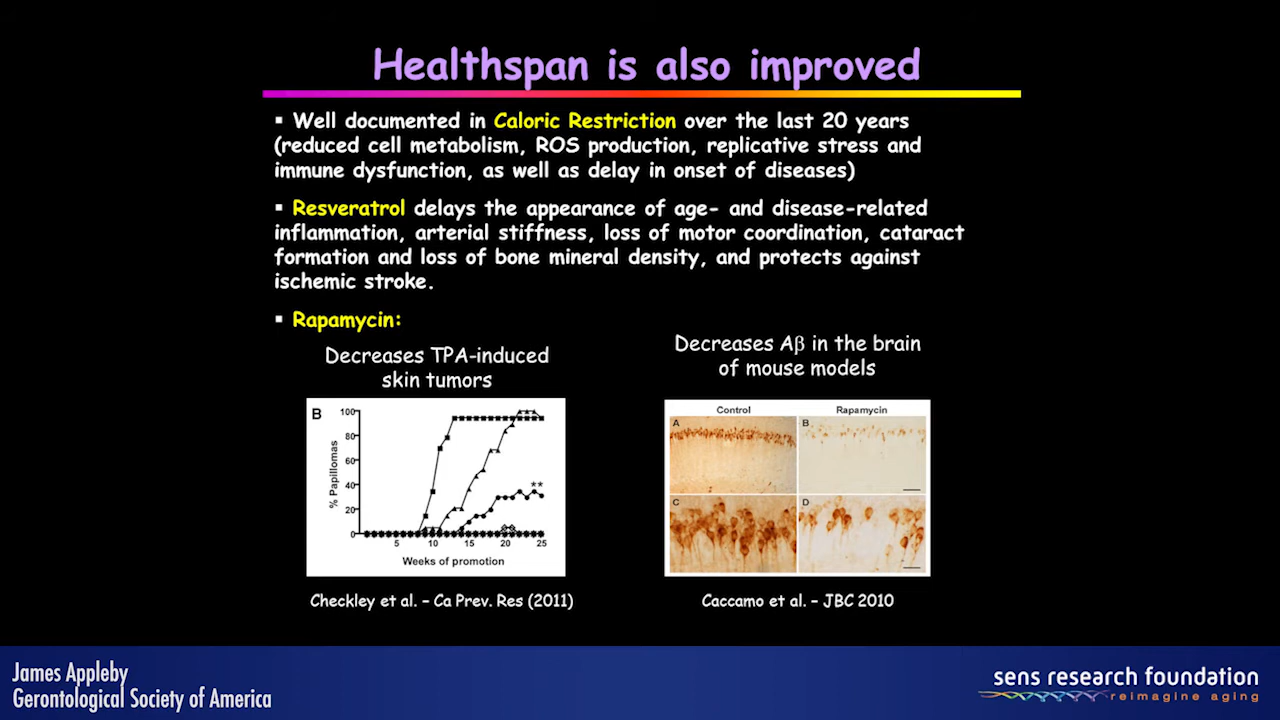 Healthspan is also improved
▪ Well documented in Caloric Restriction over the last 20 years
(reduced cell metabolism, ROS production, replicative stress and
immune dysfunction, as well as delay in onset of diseases)
▪ Resveratrol delays the appearance of age- and disease-related
inflammation, arterial stiffness, loss of motor coordination, cataract
formation and loss of bone mineral density, and protects against
ischemic stroke.
▪ Rapamycin:
Decreases TPA-induced
skin tumors
B
100
80
60
40
20
0
% Papillomas
**
5 10 15 20 25
Weeks of promotion
Checkley et al. – Ca Prev. Res (2011)
Decreases Aβ in the brain
of mouse models
Control Rapamycin
A B
C D
Caccamo et al. – JBC 2010
James Appleby
Gerontological Society of America
sens research foundation
reimagine aging